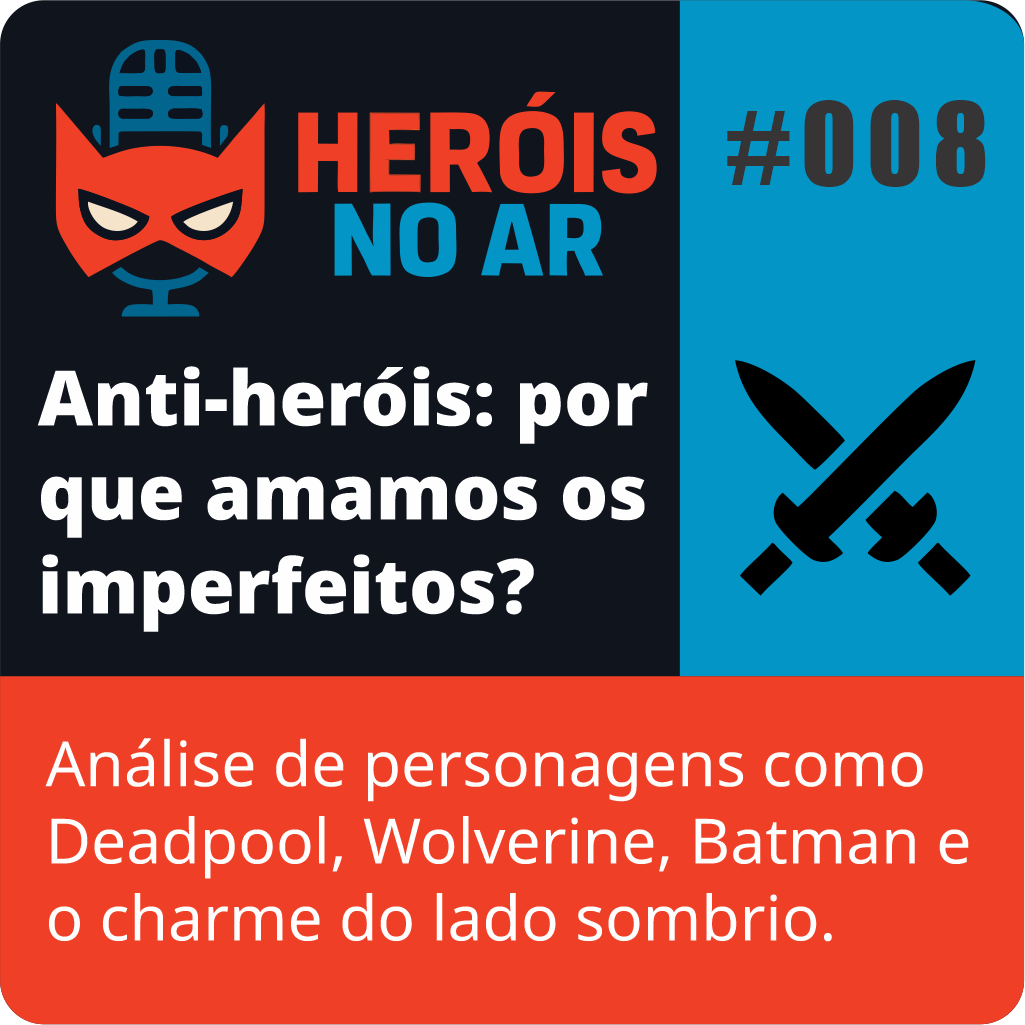 HERÓIS
NO AR
#008
Anti-heróis: por
que amamos os
imperfeitos?
Análise de personagens como
Deadpool, Wolverine, Batman e
o charme do lado sombrio.